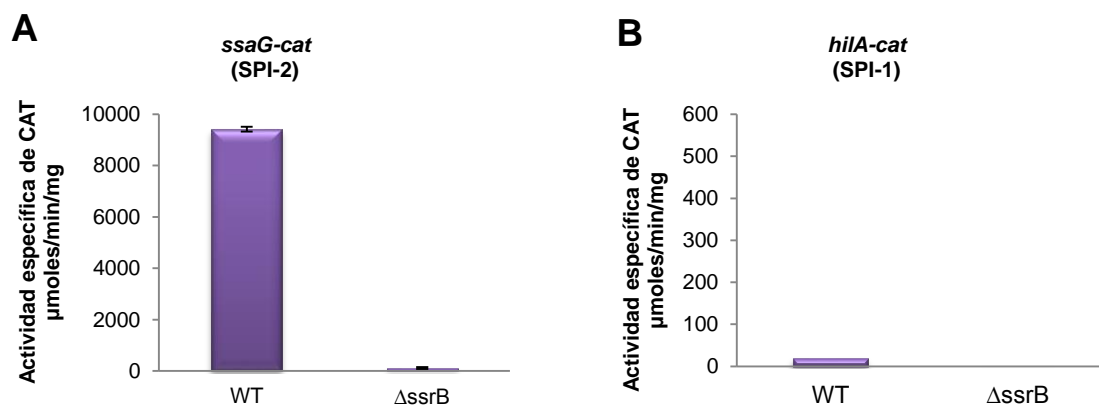 A
ssaG-cat
(SPI-2)
Actividad específica de CAT
µmoles/min/mg
10000
8000
6000
4000
2000
0
WT
ΔssrB
B
hilA-cat
(SPI-1)
Actividad específica de CAT
µmoles/min/mg
600
500
400
300
200
100
0
WT
ΔssrB